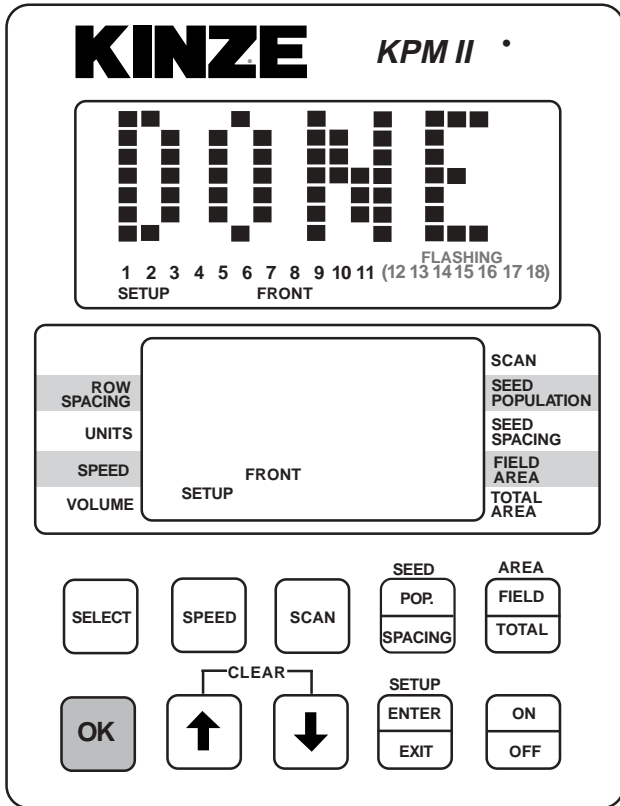 KINZE KPM II
DONE
FLASHING
1 2 3 4 5 6 7 8 9 10 11 (12 13 14 15 16 17 18)
SETUP FRONT
SCAN
ROW
SPACING
SEED
POPULATION
UNITS
SEED
SPACING
SPEED
FRONT
FIELD
AREA
SETUP
VOLUME
TOTAL
AREA
SEED
AREA
SELECT
SPEED
SCAN
POP.
SPACING
FIELD
TOTAL
CLEAR
SETUP
OK
ENTER
EXIT
ON
OFF